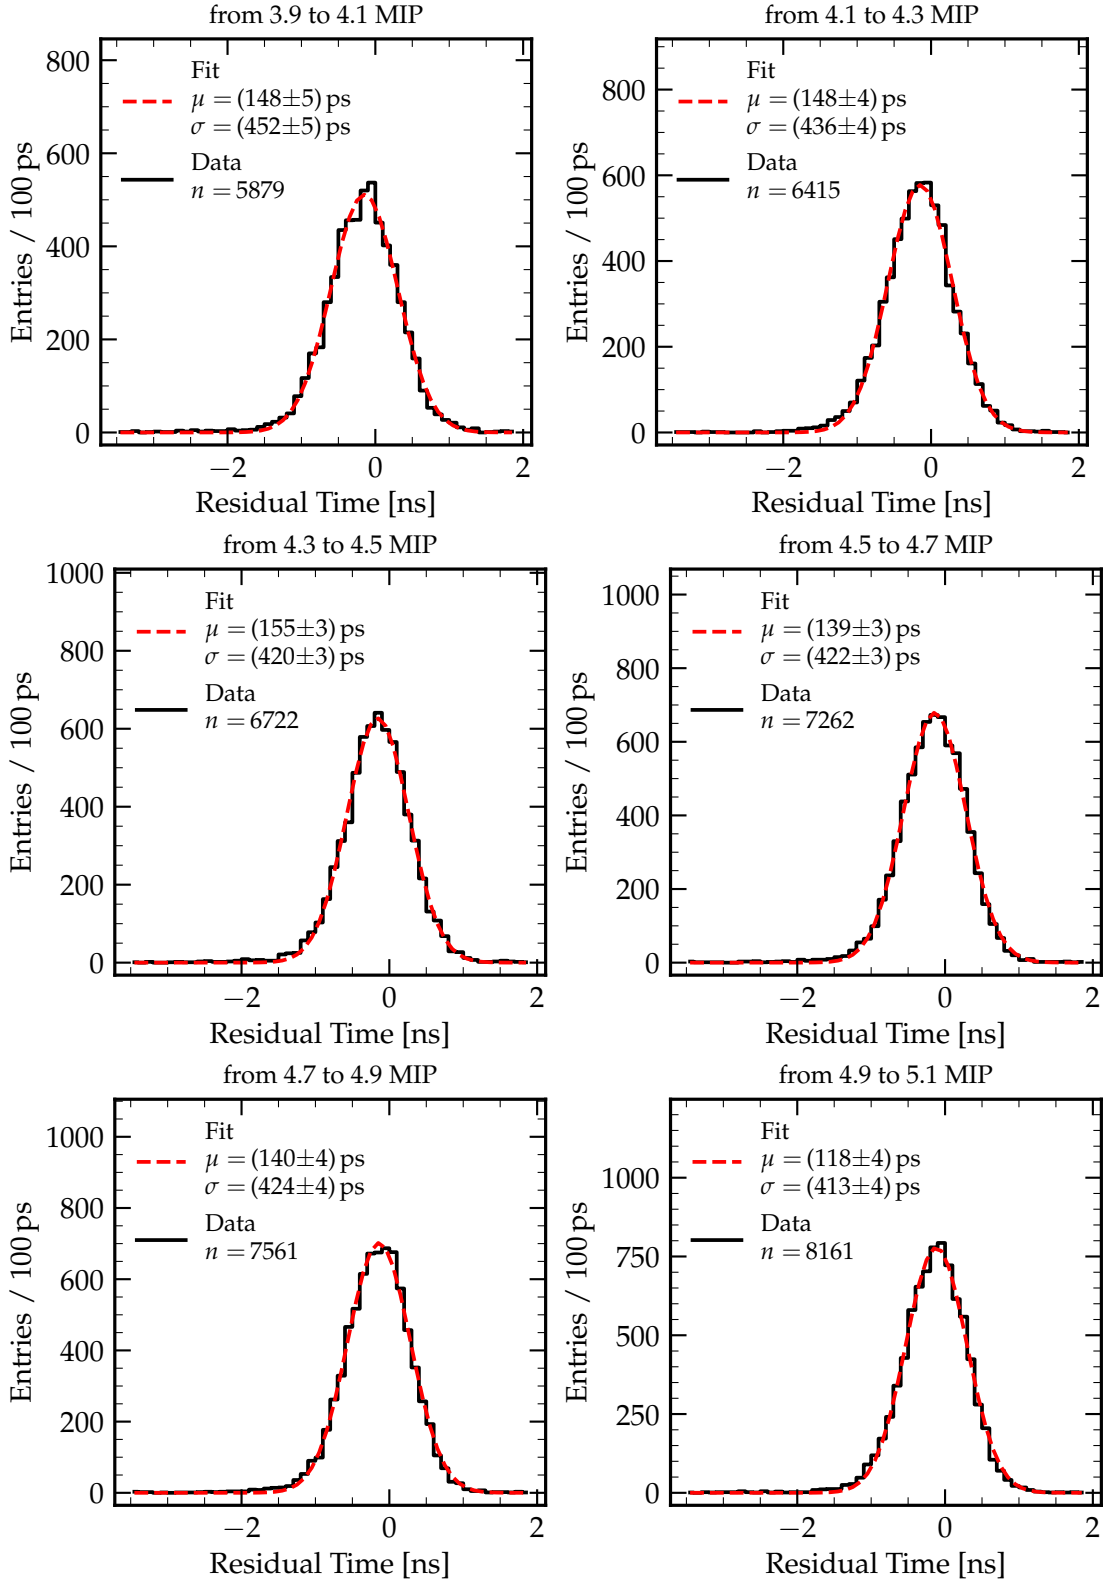 from 3.9 to 4.1 MIP
800
600
400
200
0
Entries / 100 ps
Fit
μ = (148±5) ps
σ = (452±5) ps
Data
n = 5879
−2
0
2
Residual Time [ns]
from 4.1 to 4.3 MIP
800
600
400
200
0
Entries / 100 ps
Fit
μ = (148±4) ps
σ = (436±4) ps
Data
n = 6415
−2
0
2
Residual Time [ns]
from 4.3 to 4.5 MIP
1000
800
600
400
200
0
Entries / 100 ps
Fit
μ = (155±3) ps
σ = (420±3) ps
Data
n = 6722
−2
0
2
Residual Time [ns]
from 4.5 to 4.7 MIP
1000
800
600
400
200
0
Entries / 100 ps
Fit
μ = (139±3) ps
σ = (422±3) ps
Data
n = 7262
−2
0
2
Residual Time [ns]
from 4.7 to 4.9 MIP
1000
800
600
400
200
0
Entries / 100 ps
Fit
μ = (140±4) ps
σ = (424±4) ps
Data
n = 7561
−2
0
2
Residual Time [ns]
from 4.9 to 5.1 MIP
1000
750
500
250
0
Entries / 100 ps
Fit
μ = (118±4) ps
σ = (413±4) ps
Data
n = 8161
−2
0
2
Residual Time [ns]